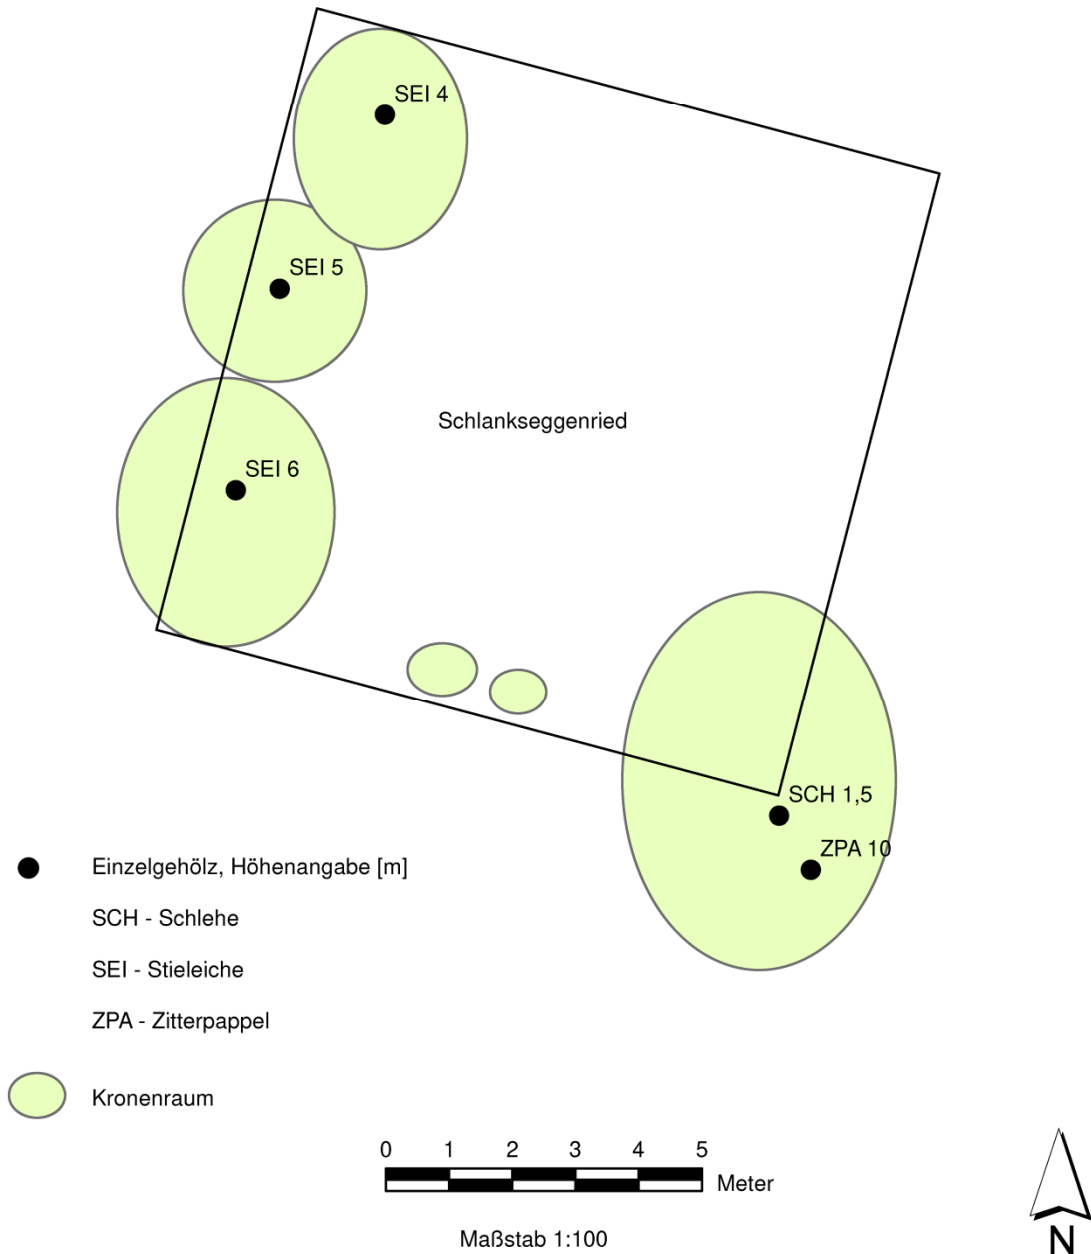 SEI 4
SEI 5
Schlankseggenried
SEI 6
SCH 1,5
ZPA 10
Einzelgehölz, Höhenangabe [m]
SCH - Schlehe
SEI - Stieleiche
ZPA - Zitterpappel
Kronenraum
0 1 2 3 4 5
Meter
Maßstab 1:100
N